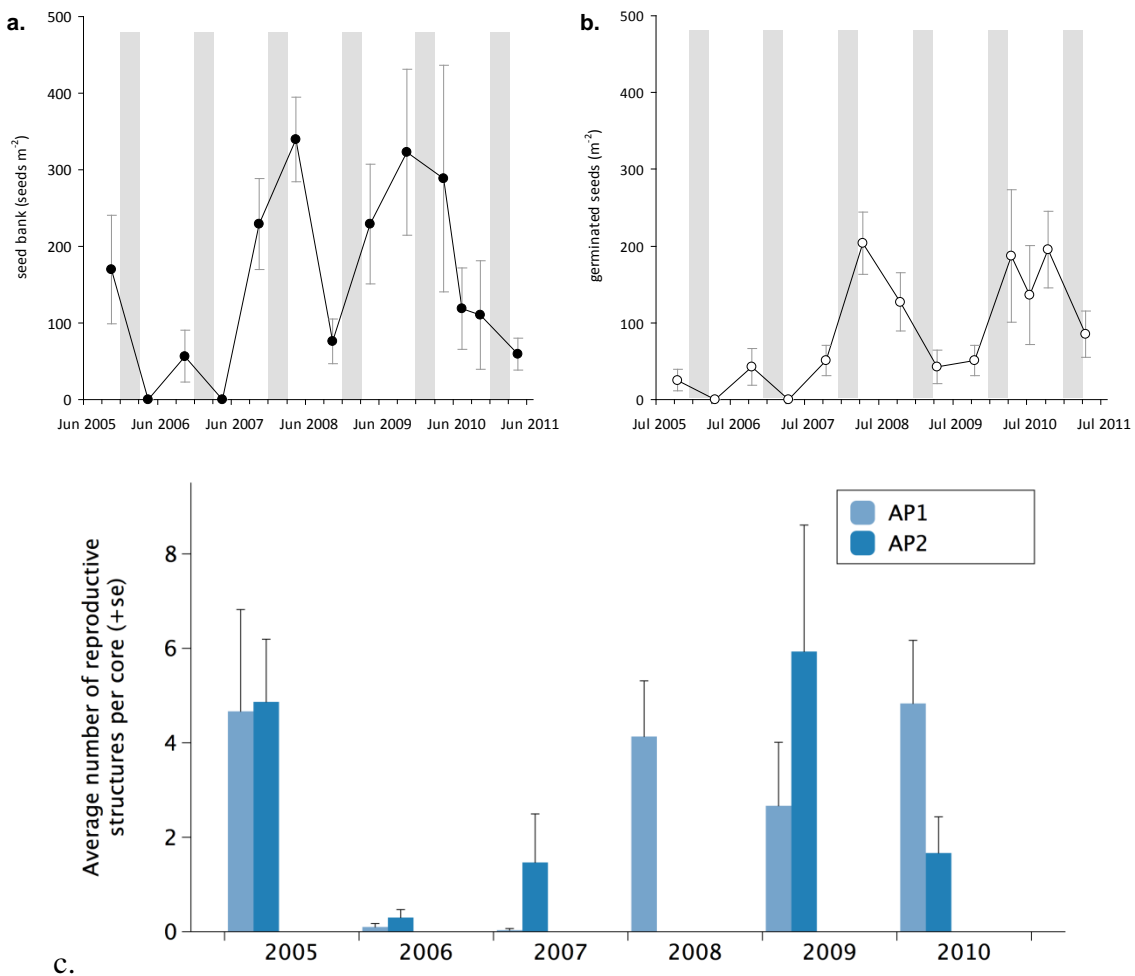 a.
500
400
300
200
100
0
seed bank (seeds m⁻²)
Jun 2005 Jun 2006 Jun 2007 Jun 2008 Jun 2009 Jun 2010 Jun 2011
b.
500
400
300
200
100
0
germinated seeds (m⁻²)
Jul 2005 Jul 2006 Jul 2007 Jul 2008 Jul 2009 Jul 2010 Jul 2011
AP1
AP2
8
6
4
2
0
Average number of reproductive
structures per core (+se)
2005 2006 2007 2008 2009 2010
c.